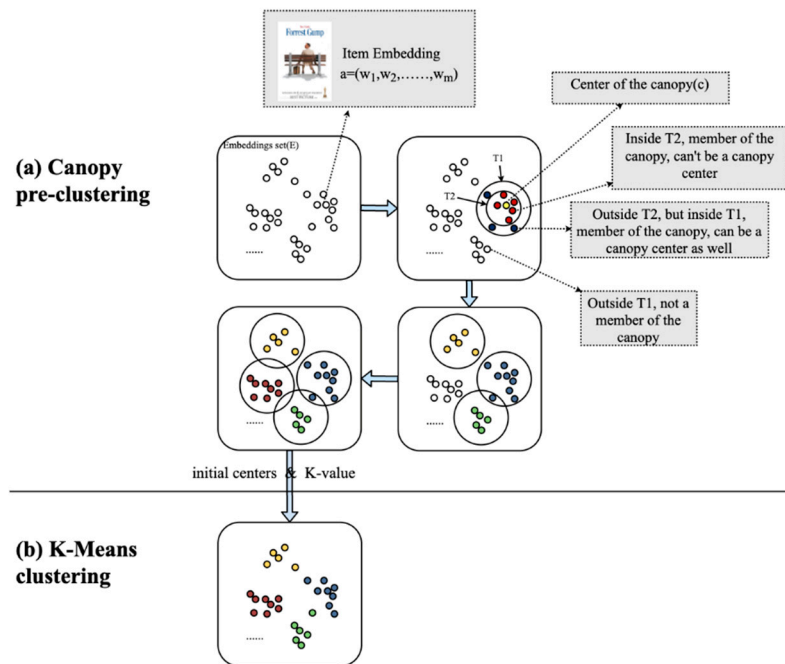 Forrest Gump
Item Embedding
a=(w1,w2,......,wm)
Center of the canopy(c)
(a) Canopy
pre-clustering
Embeddings set(E)
......
T1
T2
......
Inside T2, member of the
canopy, can't be a canopy
center
Outside T2, but inside T1,
member of the canopy, can be a
canopy center as well
Outside T1, not a
member of the
canopy
......
......
initial centers & K-value
(b) K-Means
clustering
......